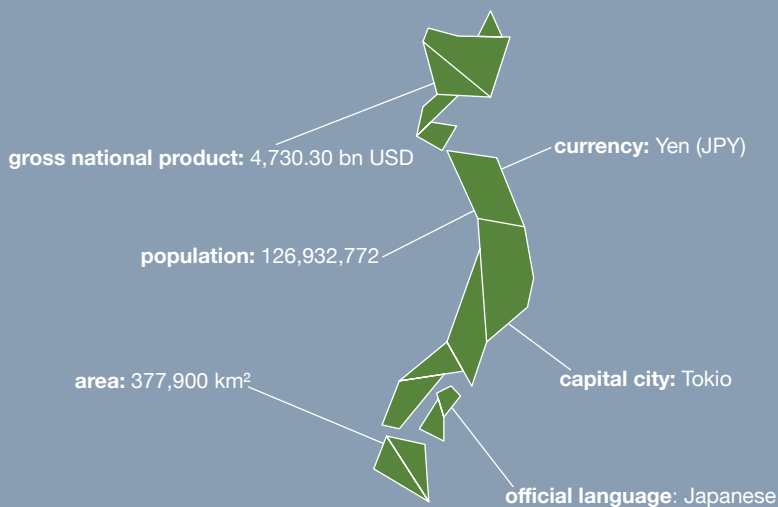 gross national product: 4,730.30 bn USD
currency: Yen (JPY)
population: 126,932,772
area: 377,900 km²
capital city: Tokio
official language: Japanese